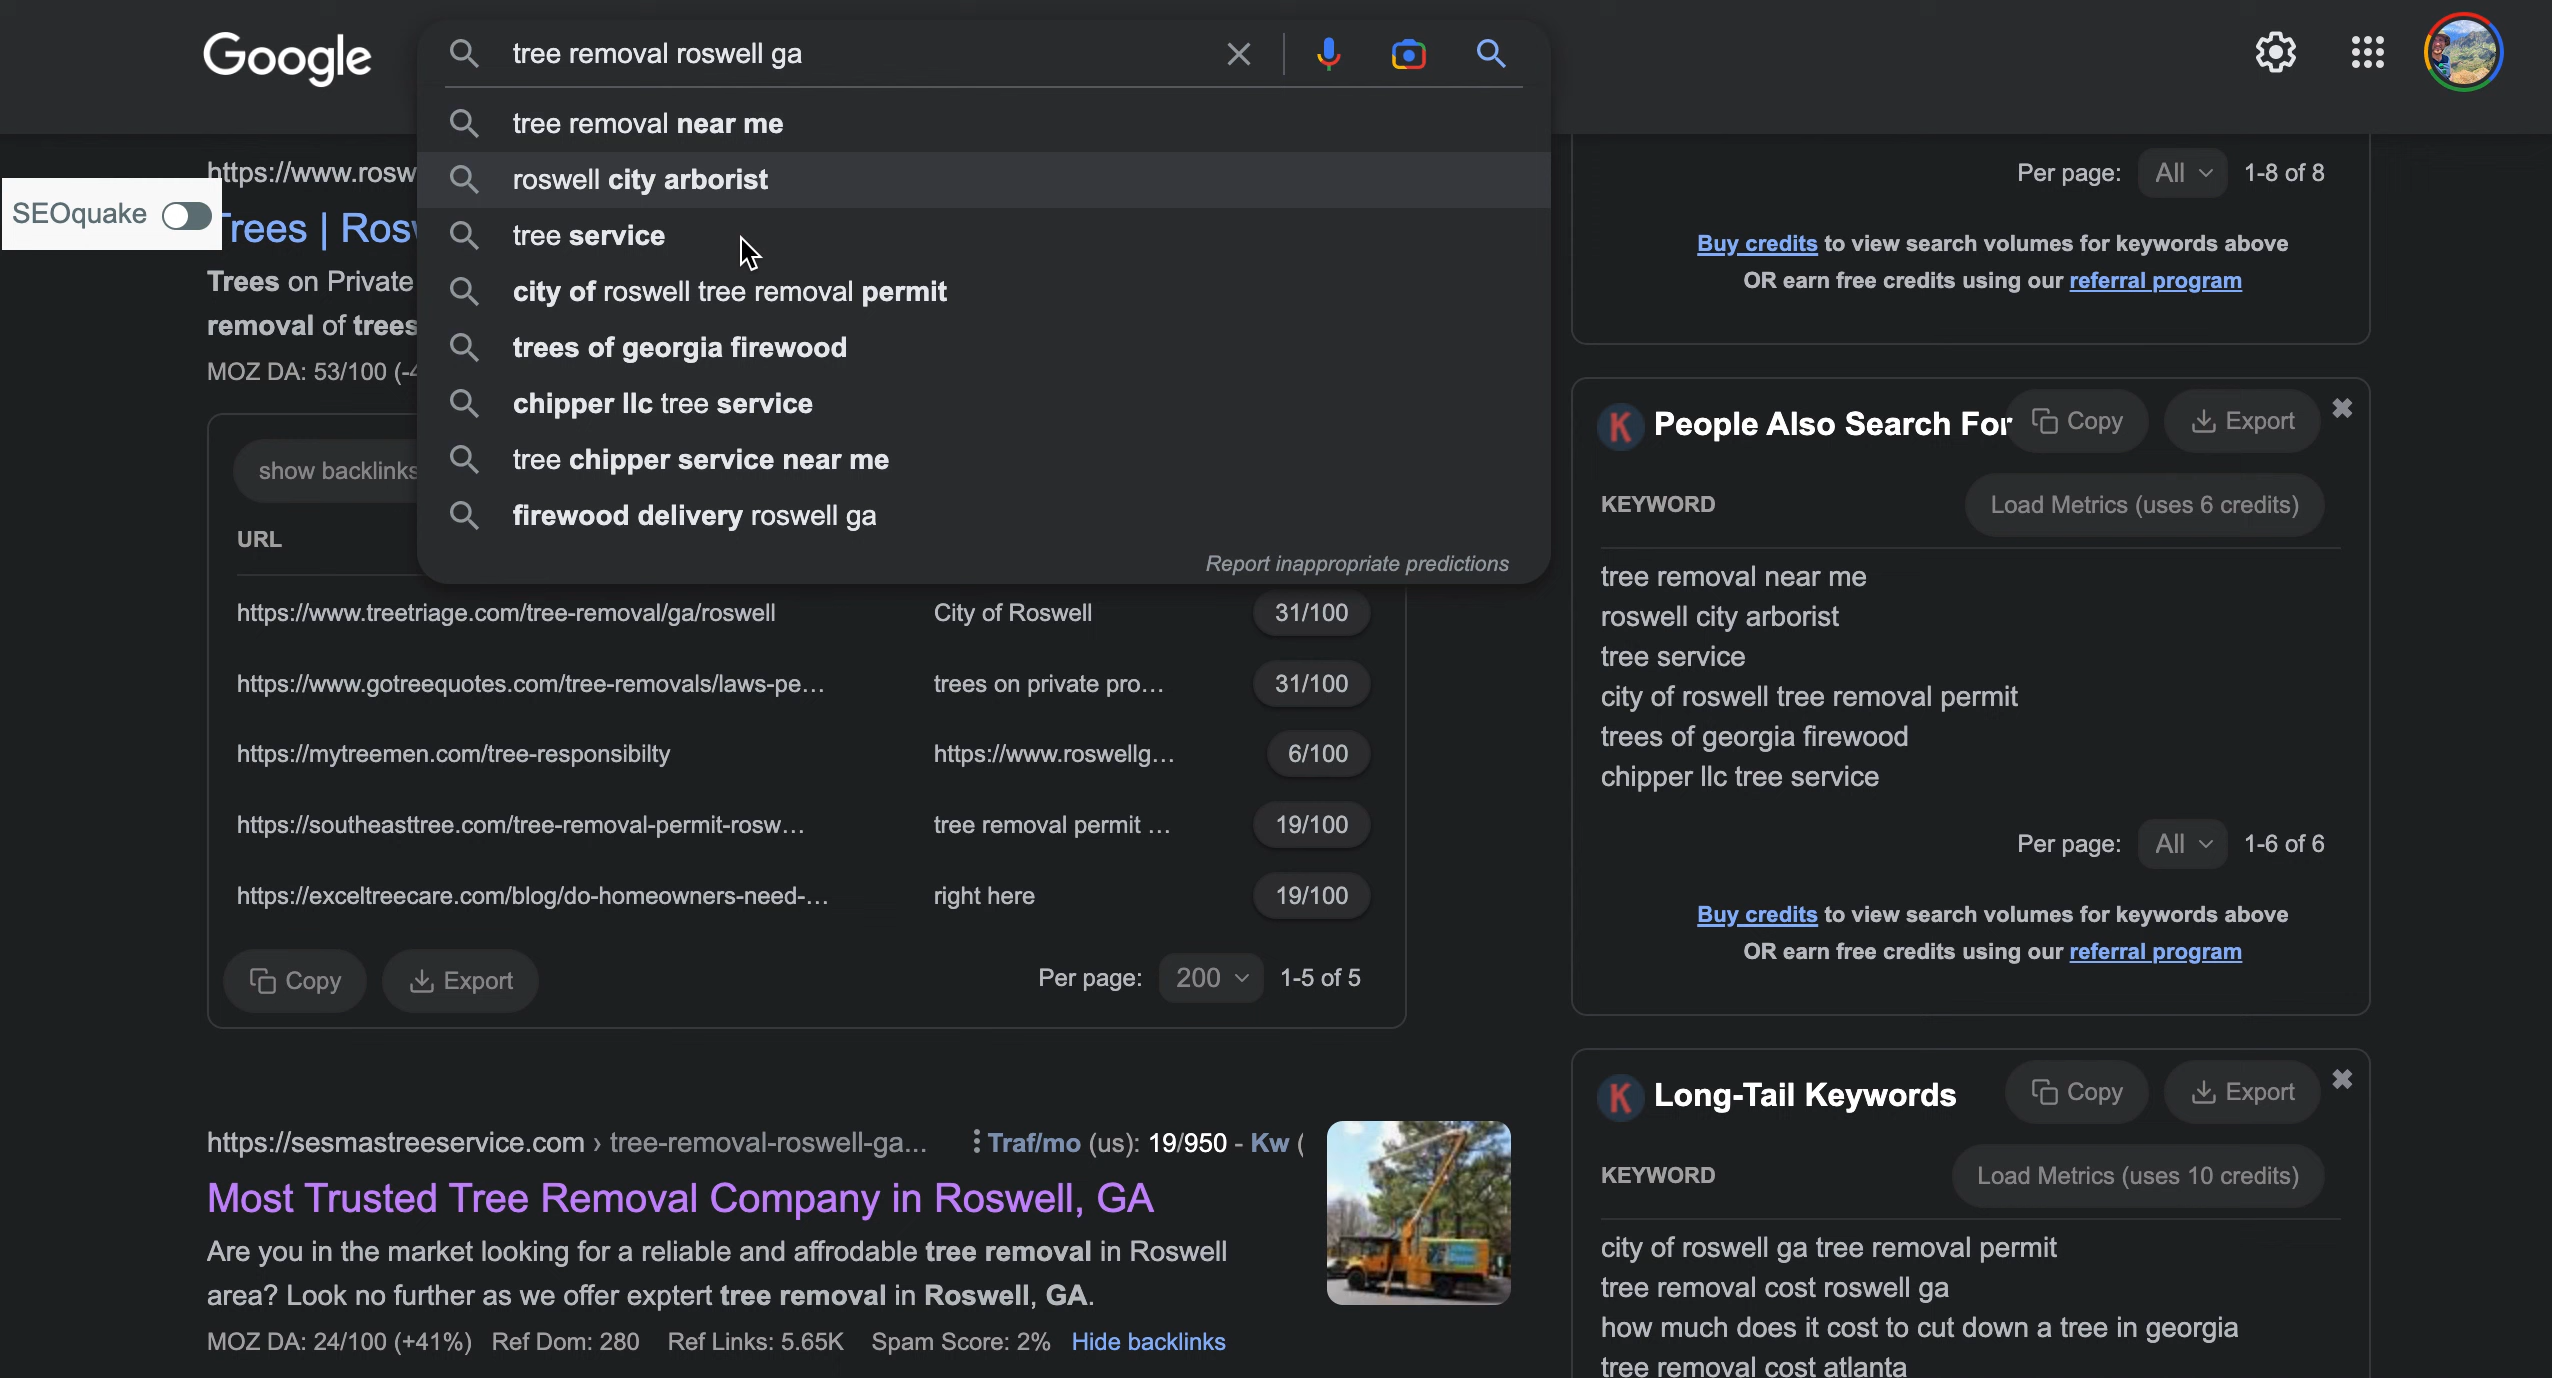 Google
tree removal roswell ga
tree removal near me
roswell city arborist
tree service
city of roswell tree removal permit
trees of georgia firewood
chipper llc tree service
tree chipper service near me
firewood delivery roswell ga
Report inappropriate predictions
SEOquake
https://www.rosw
Trees | Rosw
Trees on Private
removal of trees
MOZ DA: 53/100 (-4
show backlinks
URL
https://www.treetriage.com/tree-removal/ga/roswell City of Roswell 31/100
https://www.gotreequotes.com/tree-removals/laws-pe... trees on private pro... 31/100
https://mytreemen.com/tree-responsibilty https://www.roswellg... 6/100
https://southeasttree.com/tree-removal-permit-rosw... tree removal permit ... 19/100
https://exceltreecare.com/blog/do-homeowners-need-... right here 19/100
Copy Export Per page: 200 1-5 of 5
https://sesmastreeservice.com › tree-removal-roswell-ga... Traf/mo (us): 19/950 - Kw (
Most Trusted Tree Removal Company in Roswell, GA
Are you in the market looking for a reliable and affrodable tree removal in Roswell
area? Look no further as we offer exptert tree removal in Roswell, GA.
MOZ DA: 24/100 (+41%) Ref Dom: 280 Ref Links: 5.65K Spam Score: 2% Hide backlinks
Per page: All 1-8 of 8
Buy credits to view search volumes for keywords above
OR earn free credits using our referral program
K People Also Search For Copy Export
KEYWORD Load Metrics (uses 6 credits)
tree removal near me
roswell city arborist
tree service
city of roswell tree removal permit
trees of georgia firewood
chipper llc tree service
Per page: All 1-6 of 6
Buy credits to view search volumes for keywords above
OR earn free credits using our referral program
K Long-Tail Keywords Copy Export
KEYWORD Load Metrics (uses 10 credits)
city of roswell ga tree removal permit
tree removal cost roswell ga
how much does it cost to cut down a tree in georgia
tree removal cost atlanta